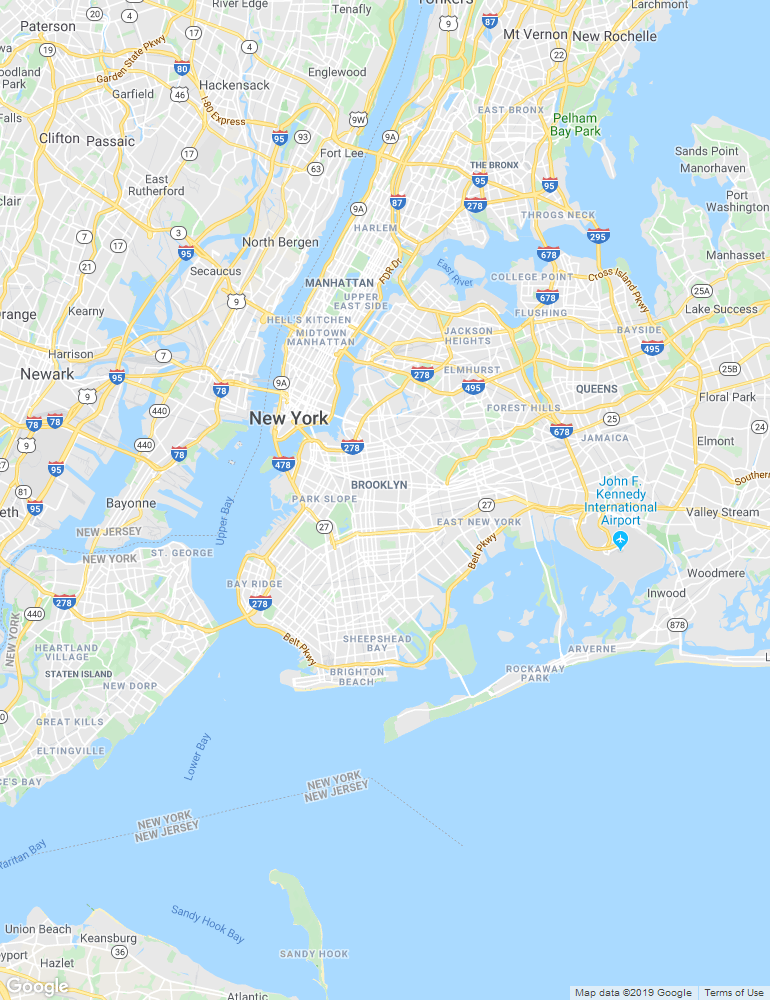 River Edge
Tenafly
Yonkers
Larchmont
Paterson
20
4
17
9
87
Mt Vernon
New Rochelle
19
Garden State Pkwy
4
22
80
Hackensack
Englewood
Woodland
Park
Garfield
46
I-80 Express
EAST BRONX
Pelham
Bay Park
Falls
9W
Clifton
Passaic
95
93
9A
Sands Point
Manorhaven
17
Fort Lee
THE BRONX
63
East
Rutherford
95
95
Port
Washington
87
278
9A
THROGS NECK
HARLEM
3
7
17
95
North Bergen
295
678
Manhasset
21
Secaucus
FDR Dr
East River
COLLEGE POINT
Cross Island Pkwy
MANHATTAN
UPPER
EAST SIDE
678
25A
9
Kearny
HELL'S KITCHEN
FLUSHING
Lake Success
MIDTOWN
MANHATTAN
JACKSON
HEIGHTS
BAYSIDE
Harrison
7
495
Newark
95
278
ELMHURST
25B
9A
495
QUEENS
9
78
Floral Park
440
New York
FOREST HILLS
25
78
78
24
9
440
278
678
JAMAICA
Elmont
78
27
95
478
Southern
81
BROOKLYN
John F.
Kennedy
International
Airport
PARK SLOPE
Bayonne
Upper Bay
27
95
27
Valley Stream
EAST NEW YORK
NEW JERSEY
NEW YORK
ST. GEORGE
Belt Pkwy
Woodmere
BAY RIDGE
Inwood
278
278
440
NEW YORK
878
Belt Pkwy
SHEEPSHEAD
BAY
HEARTLAND
VILLAGE
ARVERNE
STATEN ISLAND
ROCKAWAY
PARK
NEW DORP
BRIGHTON
BEACH
GREAT KILLS
ELTINGVILLE
Lower Bay
NEW YORK
NEW JERSEY
NEW YORK
NEW JERSEY
Raritan Bay
Sandy Hook Bay
Union Beach
Keansburg
36
SANDY HOOK
Hazlet
Google
Atlantic
Map data ©2019 Google
Terms of Use